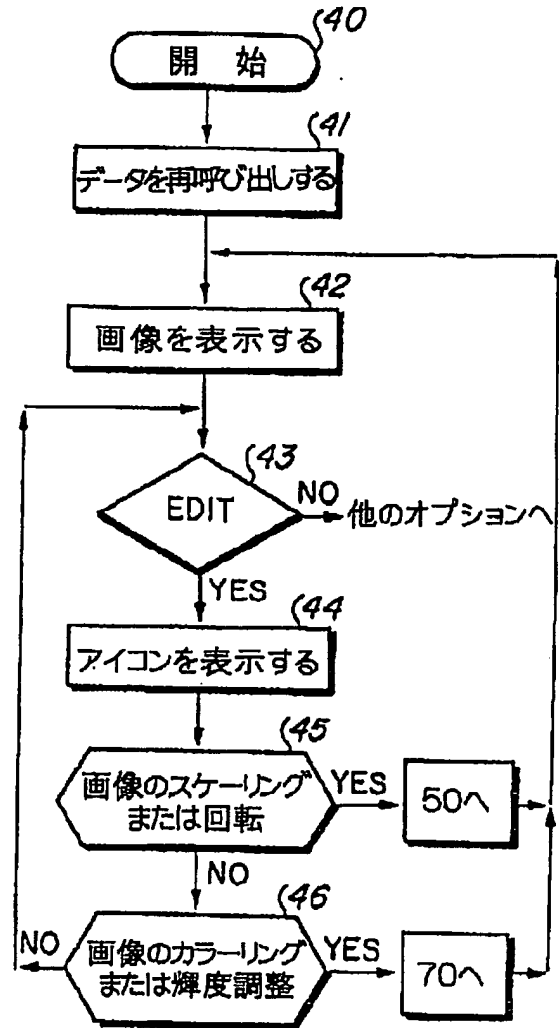 40
開 始
41
データを再呼び出しする
42
画像を表示する
43
EDIT
NO
他のオプションへ
YES
44
アイコンを表示する
45
画像のスケーリング
または回転
YES
50へ
NO
46
NO
画像のカラーリング
または輝度調整
YES
70へ